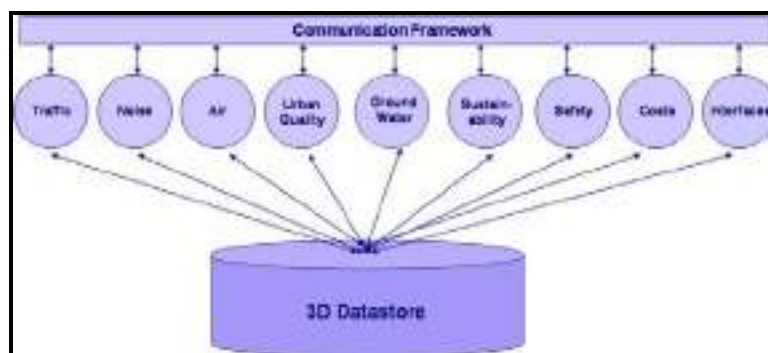 Communication Framework
Traffic
Noise
Air
Urban
Quality
Ground
Water
Sustain-
ability
Safety
Costs
Interfaces
3D Datastore